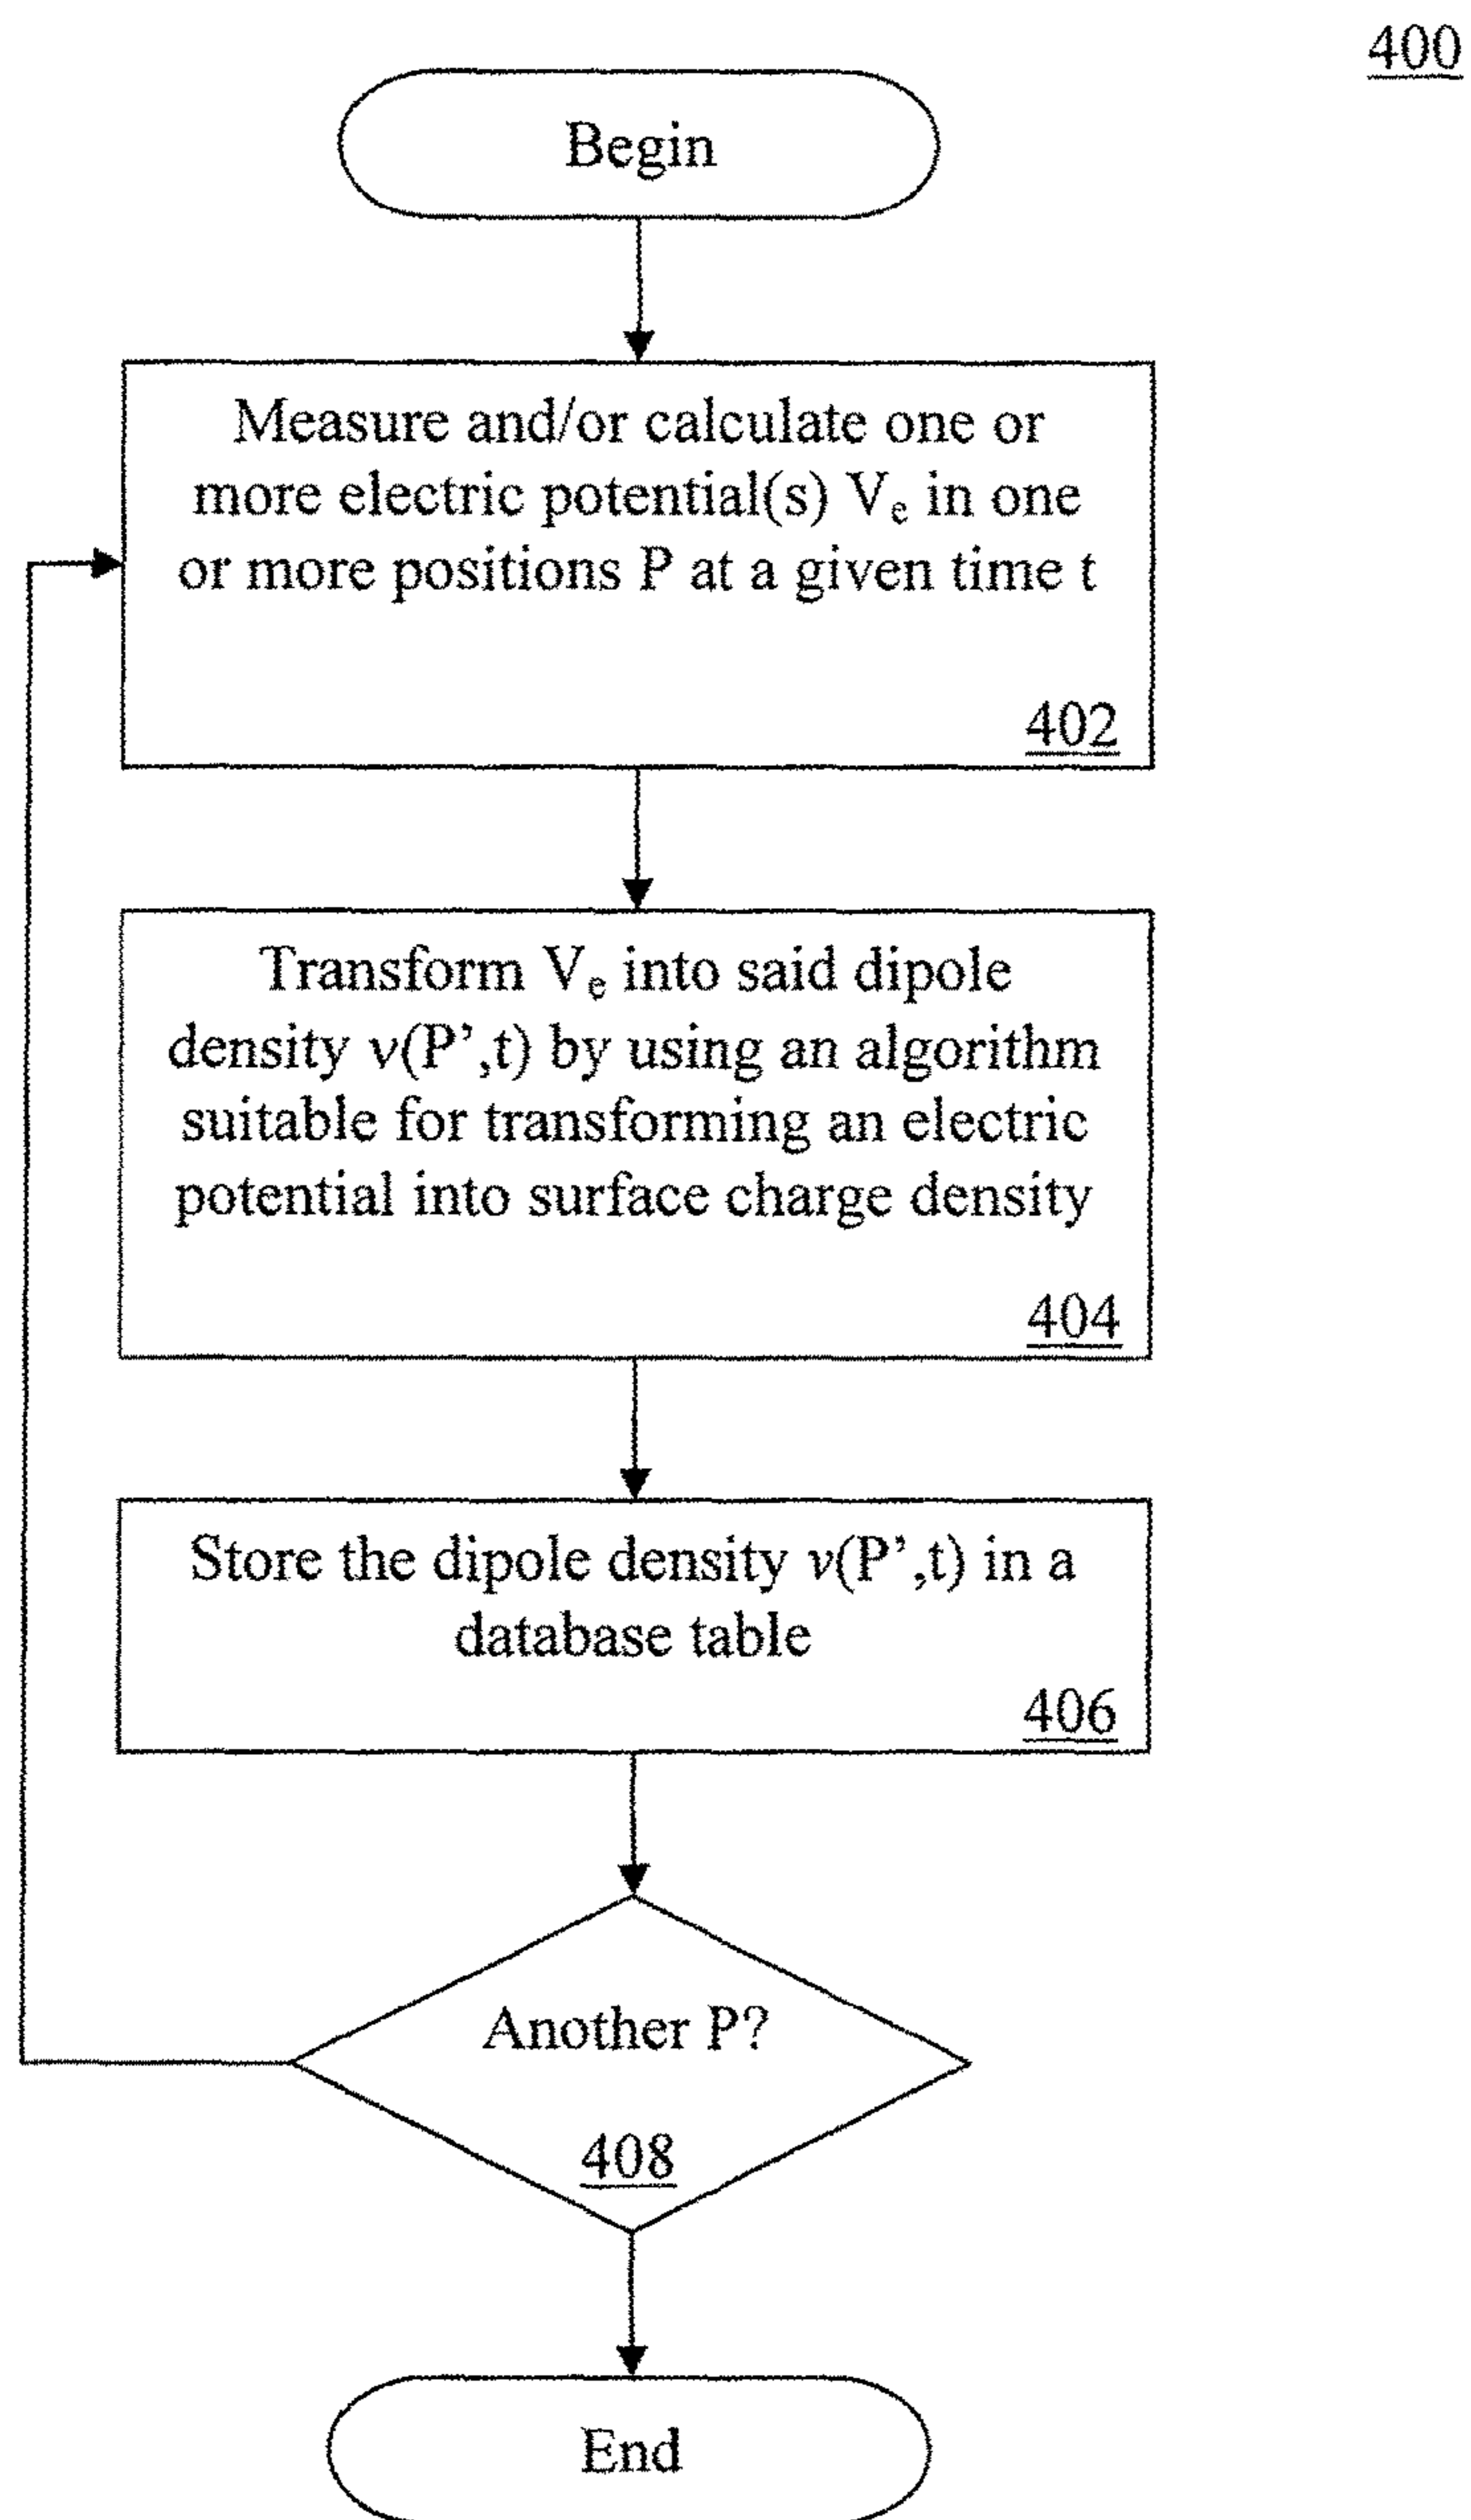 400
Begin
Measure and/or calculate one or
more electric potential(s) Vₑ in one
or more positions P at a given time t
402
Transform Vₑ into said dipole
density ν(P’,t) by using an algorithm
suitable for transforming an electric
potential into surface charge density
404
Store the dipole density ν(P’,t) in a
database table
406
Another P?
408
End